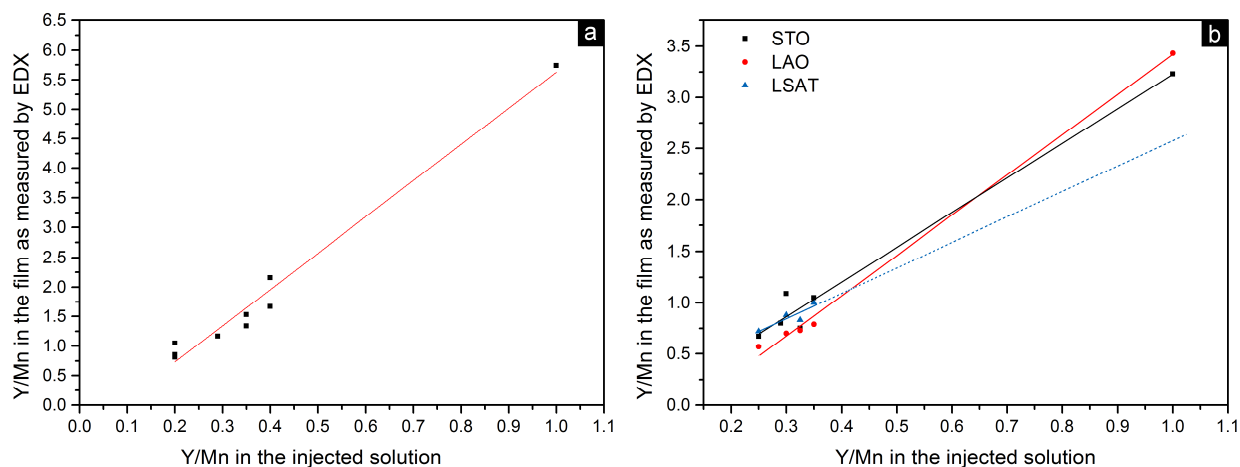 a
6.5
6.0
5.5
5.0
4.5
4.0
3.5
3.0
2.5
2.0
1.5
1.0
0.5
0.0
Y/Mn in the film as measured by EDX
0.0 0.1 0.2 0.3 0.4 0.5 0.6 0.7 0.8 0.9 1.0 1.1
Y/Mn in the injected solution
b
STO
LAO
LSAT
3.5
3.0
2.5
2.0
1.5
1.0
0.5
0.0
Y/Mn in the film as measured by EDX
0.2 0.3 0.4 0.5 0.6 0.7 0.8 0.9 1.0 1.1
Y/Mn in the injected solution